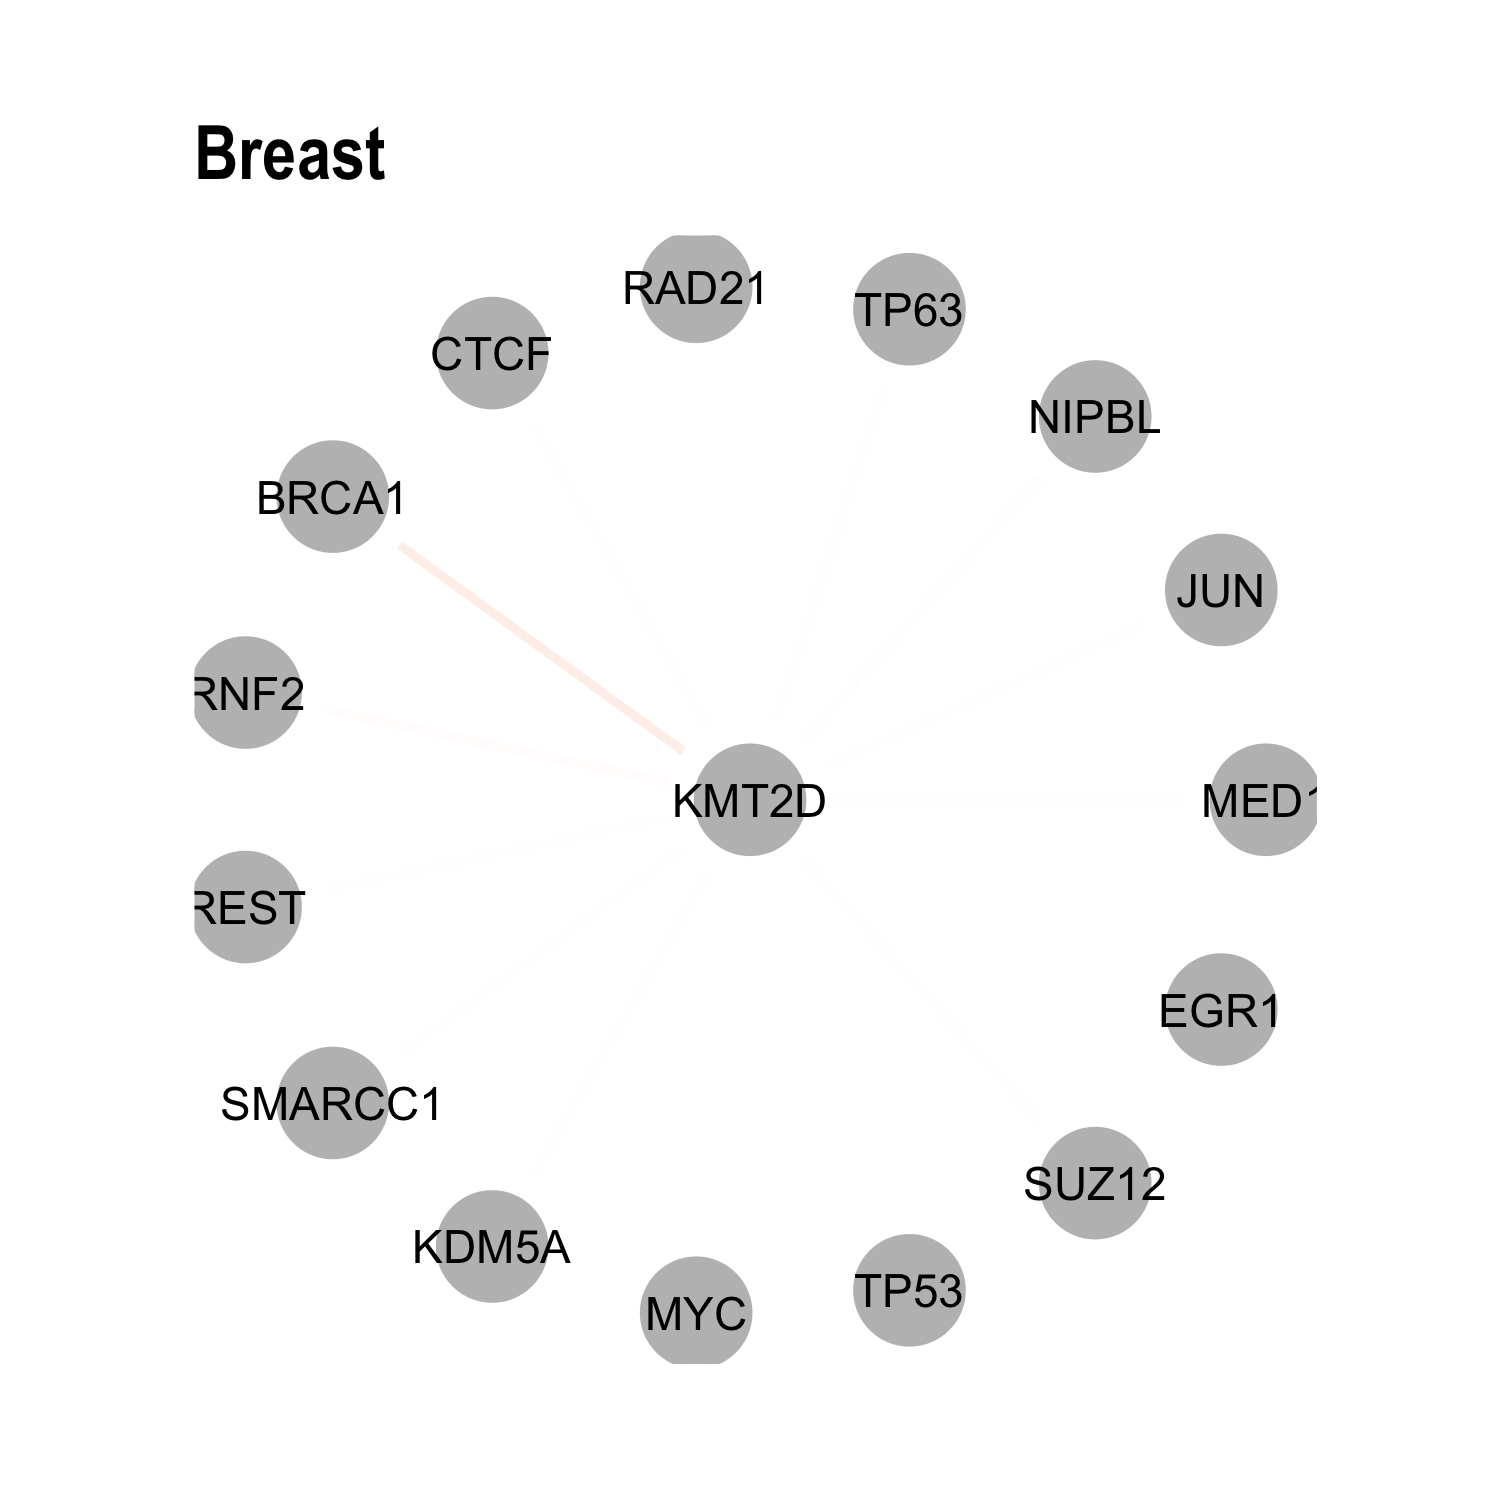 Breast
RAD21
TP63
CTCF
NIPBL
BRCA1
JUN
RNF2
KMT2D
MED1
REST
EGR1
SMARCC1
SUZ12
KDM5A
TP53
MYC